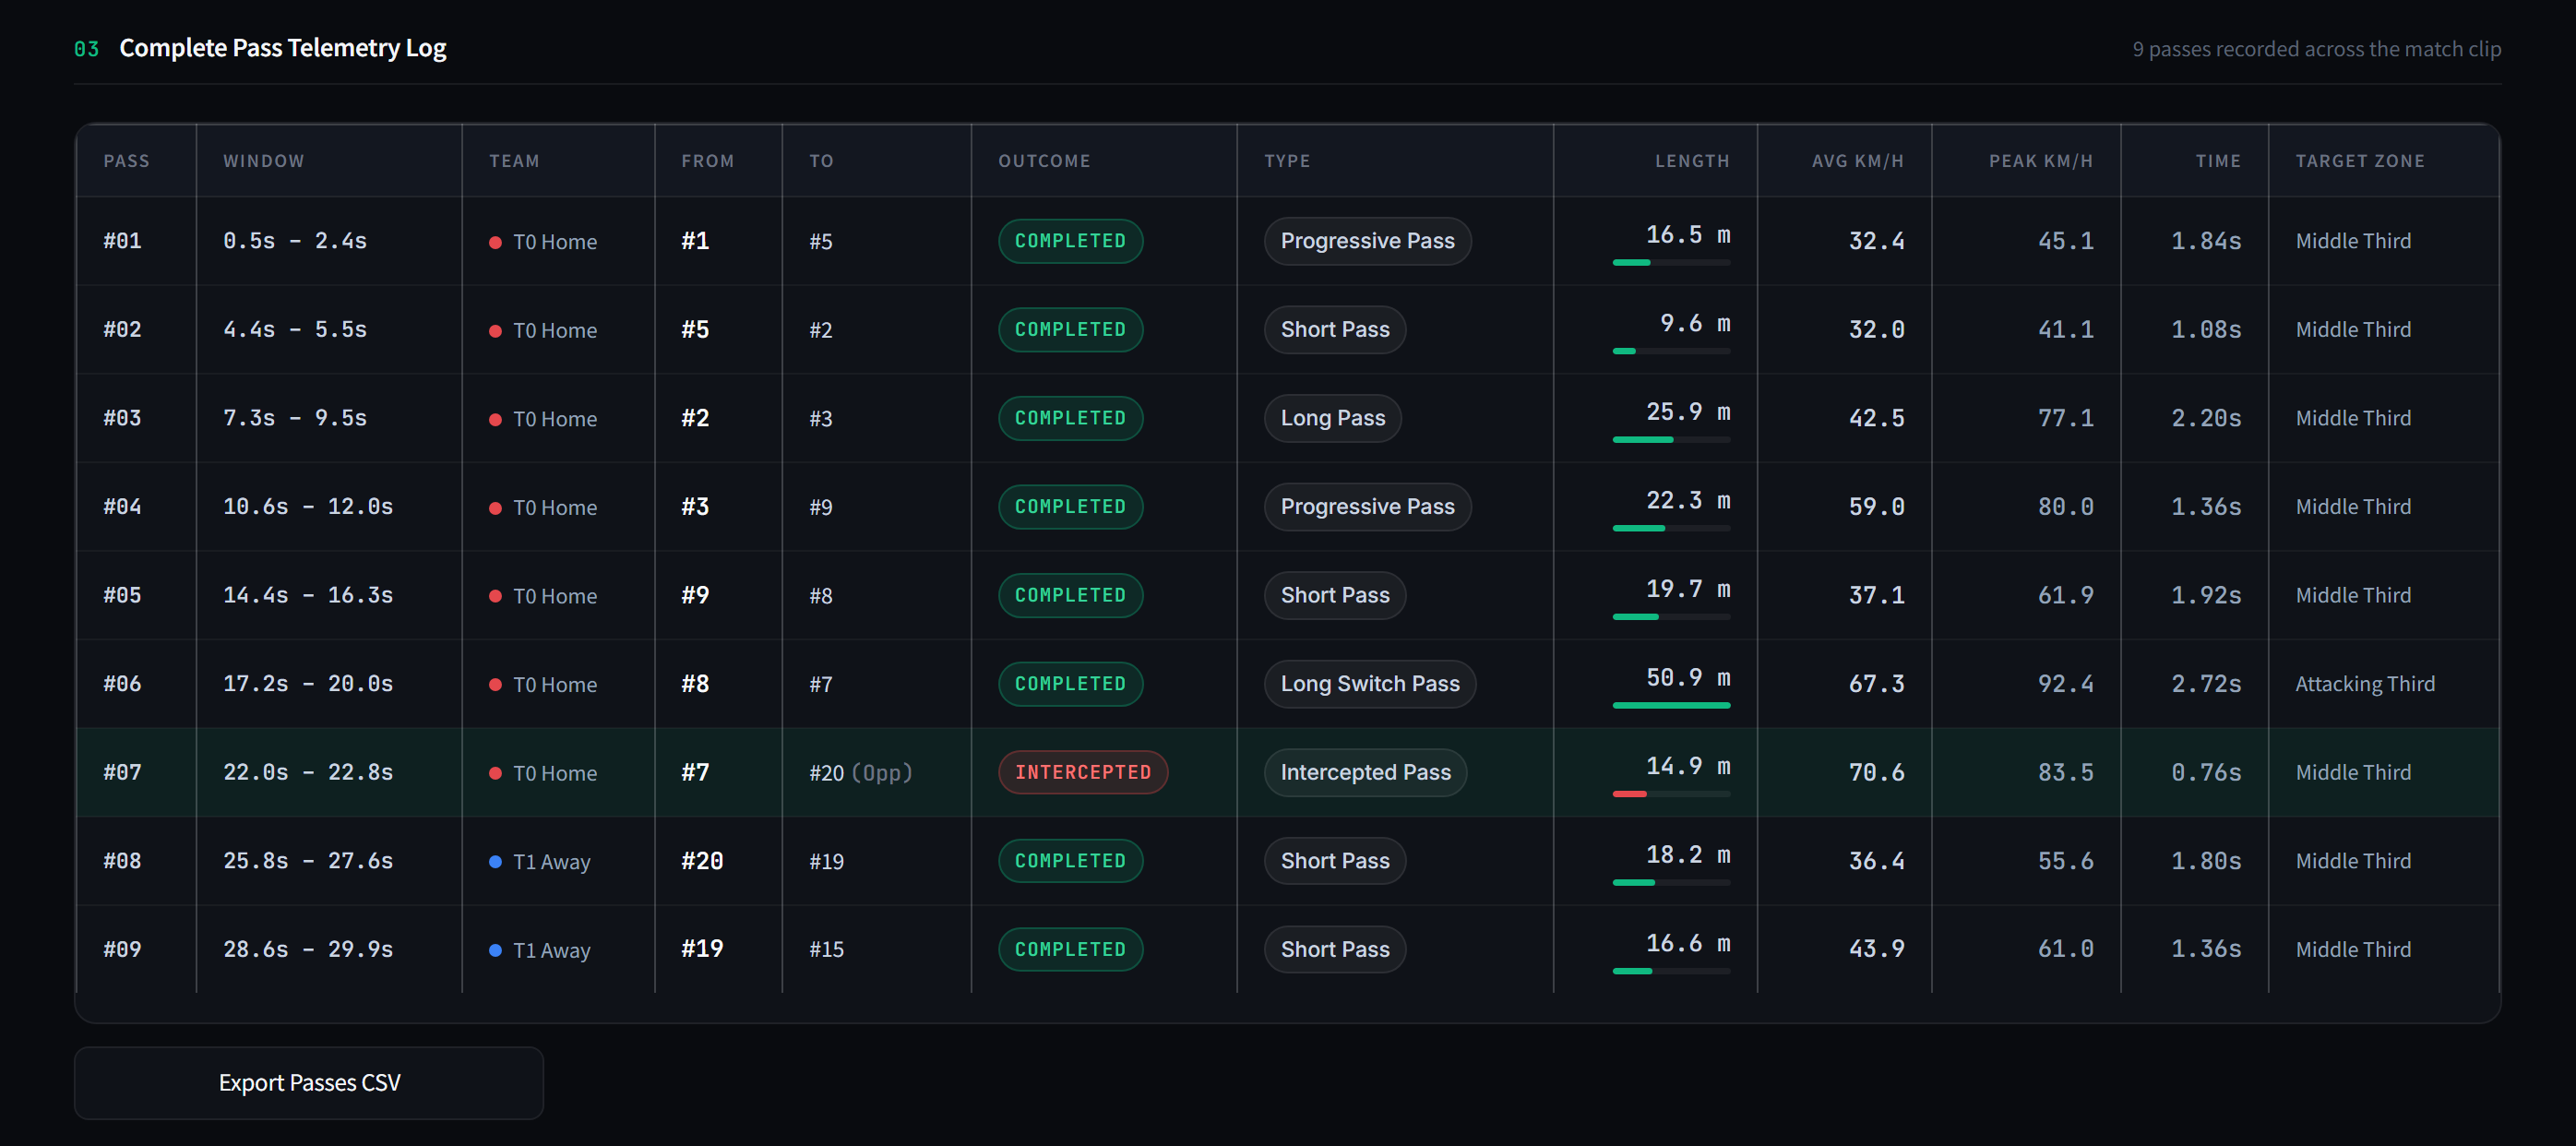 03 Complete Pass Telemetry Log 9 passes recorded across the match clip
PASS WINDOW TEAM FROM TO OUTCOME TYPE LENGTH AVG KM/H PEAK KM/H TIME TARGET ZONE
#01 0.5s – 2.4s T0 Home #1 #5 COMPLETED Progressive Pass 16.5 m 32.4 45.1 1.84s Middle Third
#02 4.4s – 5.5s T0 Home #5 #2 COMPLETED Short Pass 9.6 m 32.0 41.1 1.08s Middle Third
#03 7.3s – 9.5s T0 Home #2 #3 COMPLETED Long Pass 25.9 m 42.5 77.1 2.20s Middle Third
#04 10.6s – 12.0s T0 Home #3 #9 COMPLETED Progressive Pass 22.3 m 59.0 80.0 1.36s Middle Third
#05 14.4s – 16.3s T0 Home #9 #8 COMPLETED Short Pass 19.7 m 37.1 61.9 1.92s Middle Third
#06 17.2s – 20.0s T0 Home #8 #7 COMPLETED Long Switch Pass 50.9 m 67.3 92.4 2.72s Attacking Third
#07 22.0s – 22.8s T0 Home #7 #20 (Opp) INTERCEPTED Intercepted Pass 14.9 m 70.6 83.5 0.76s Middle Third
#08 25.8s – 27.6s T1 Away #20 #19 COMPLETED Short Pass 18.2 m 36.4 55.6 1.80s Middle Third
#09 28.6s – 29.9s T1 Away #19 #15 COMPLETED Short Pass 16.6 m 43.9 61.0 1.36s Middle Third
Export Passes CSV